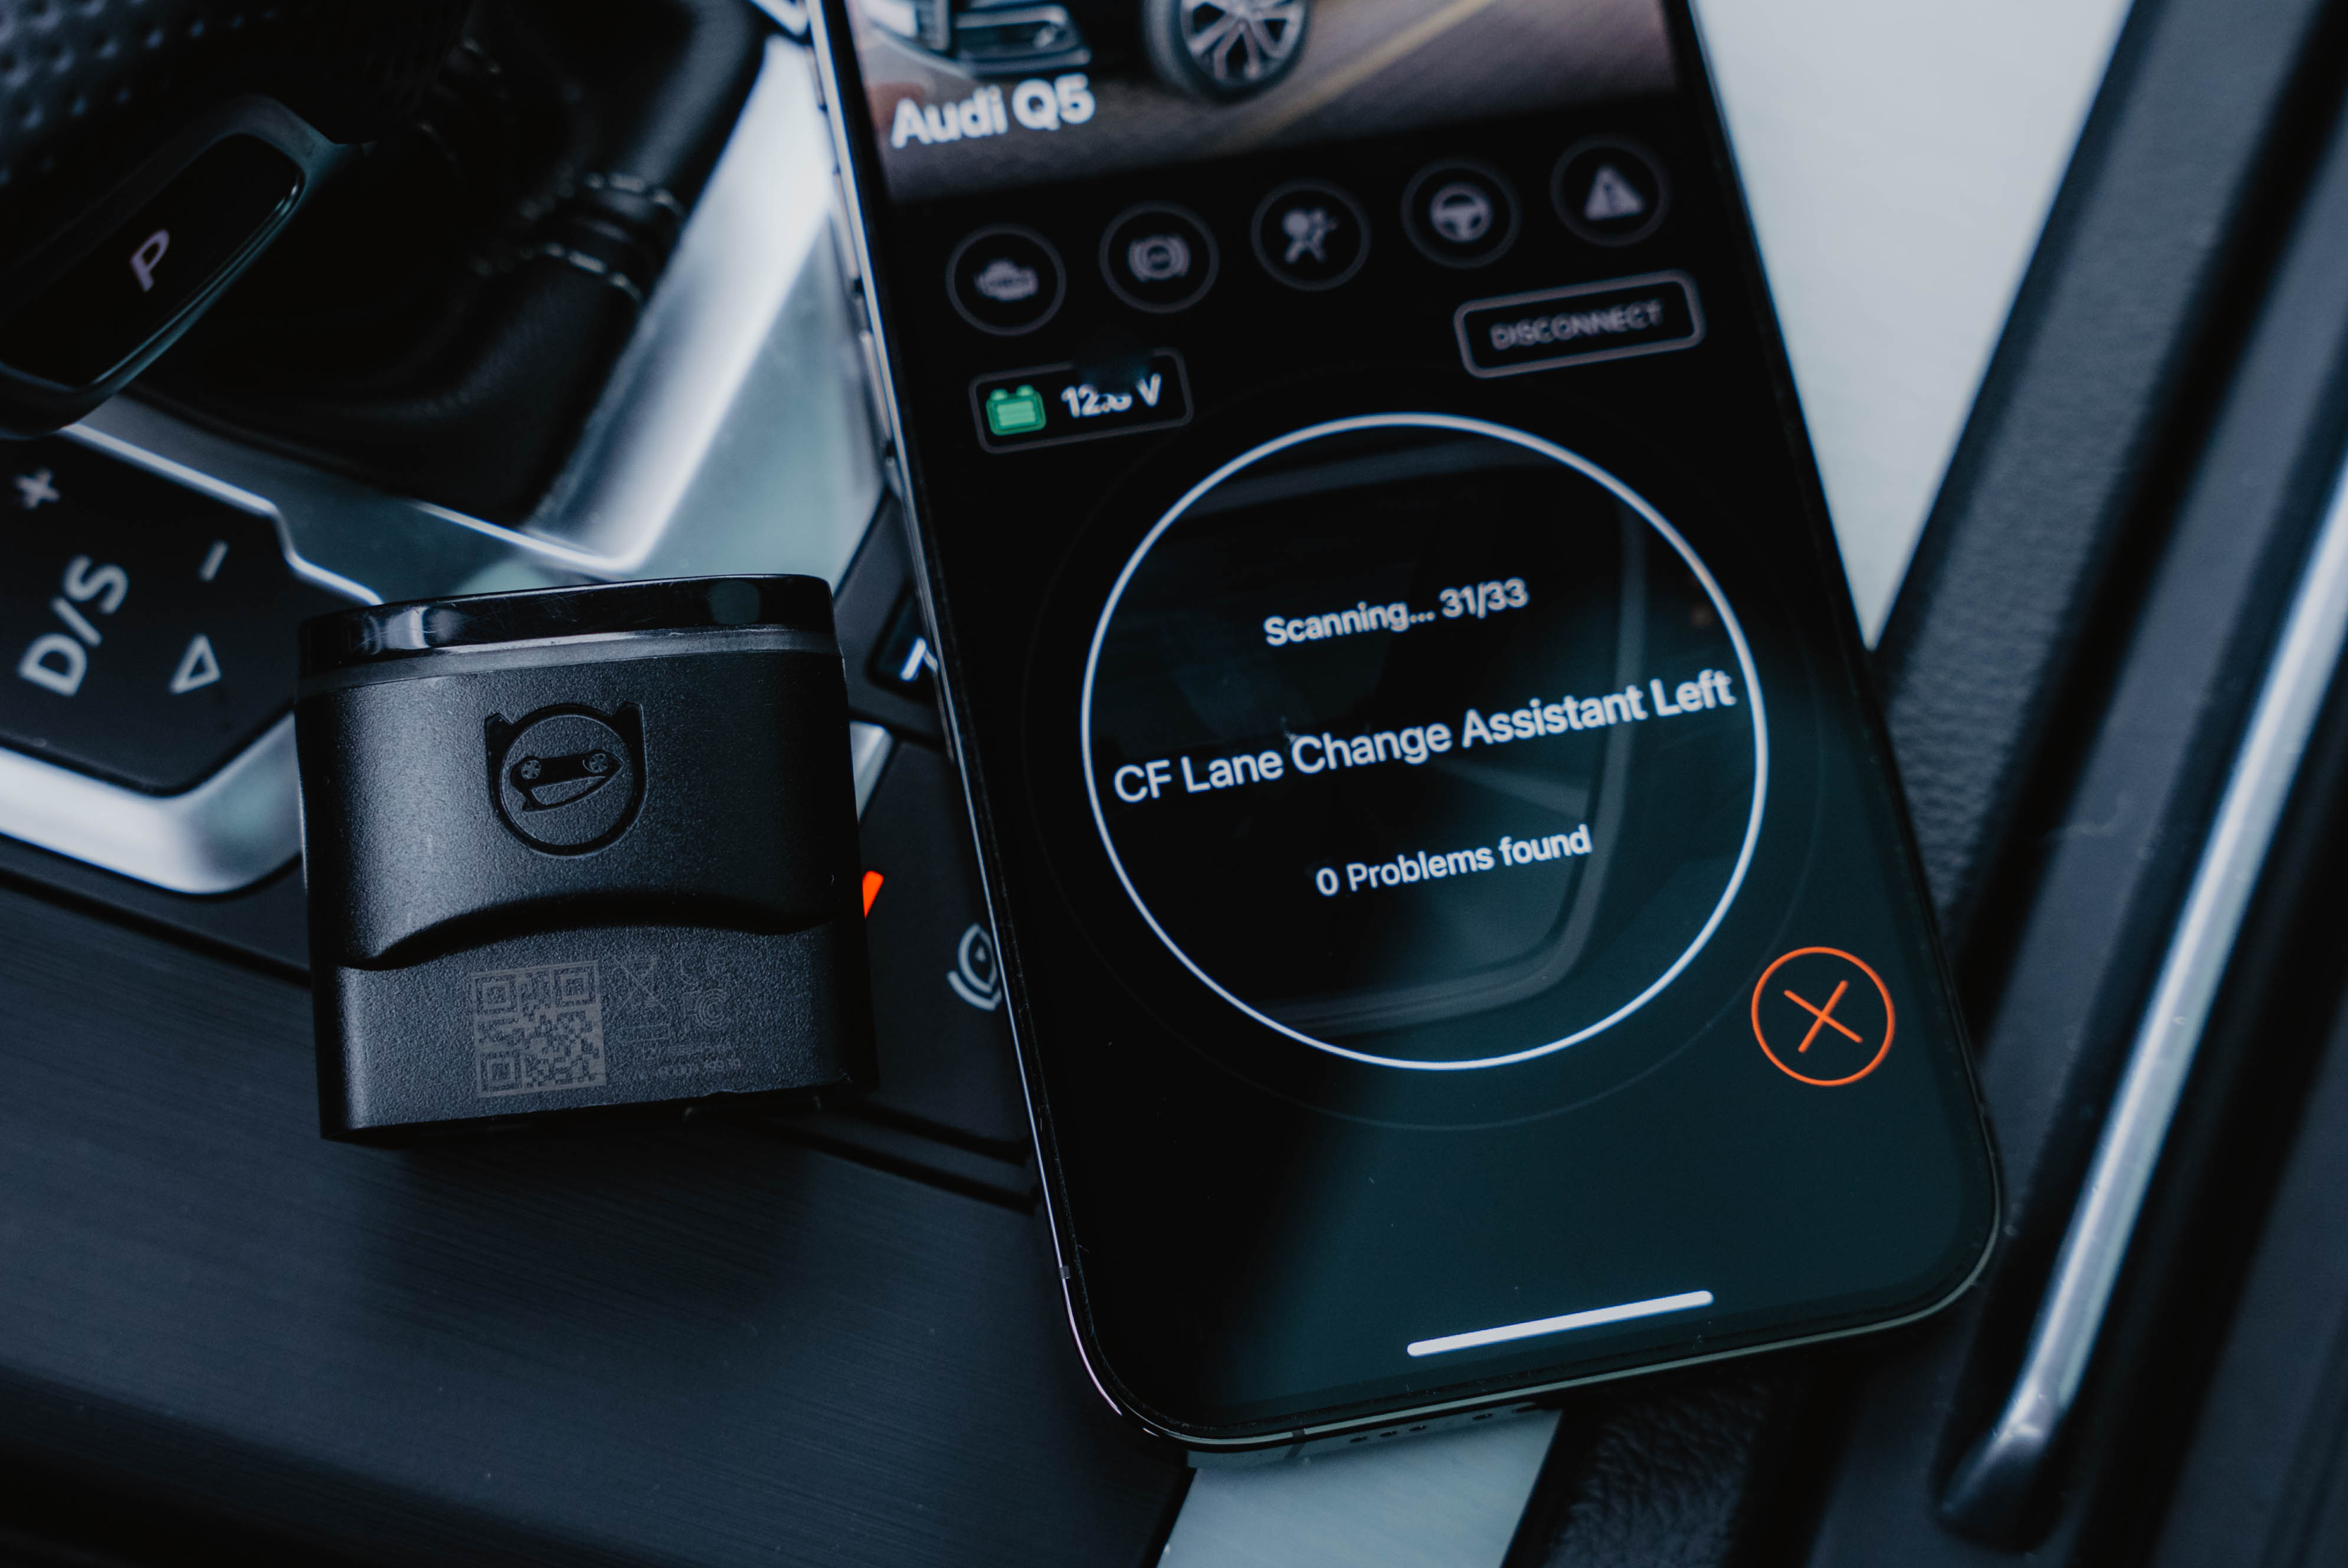 Audi Q5
P
DISCONNECT
+
D/S
−
Scanning... 31/33
CF Lane Change Assistant Left
0 Problems found